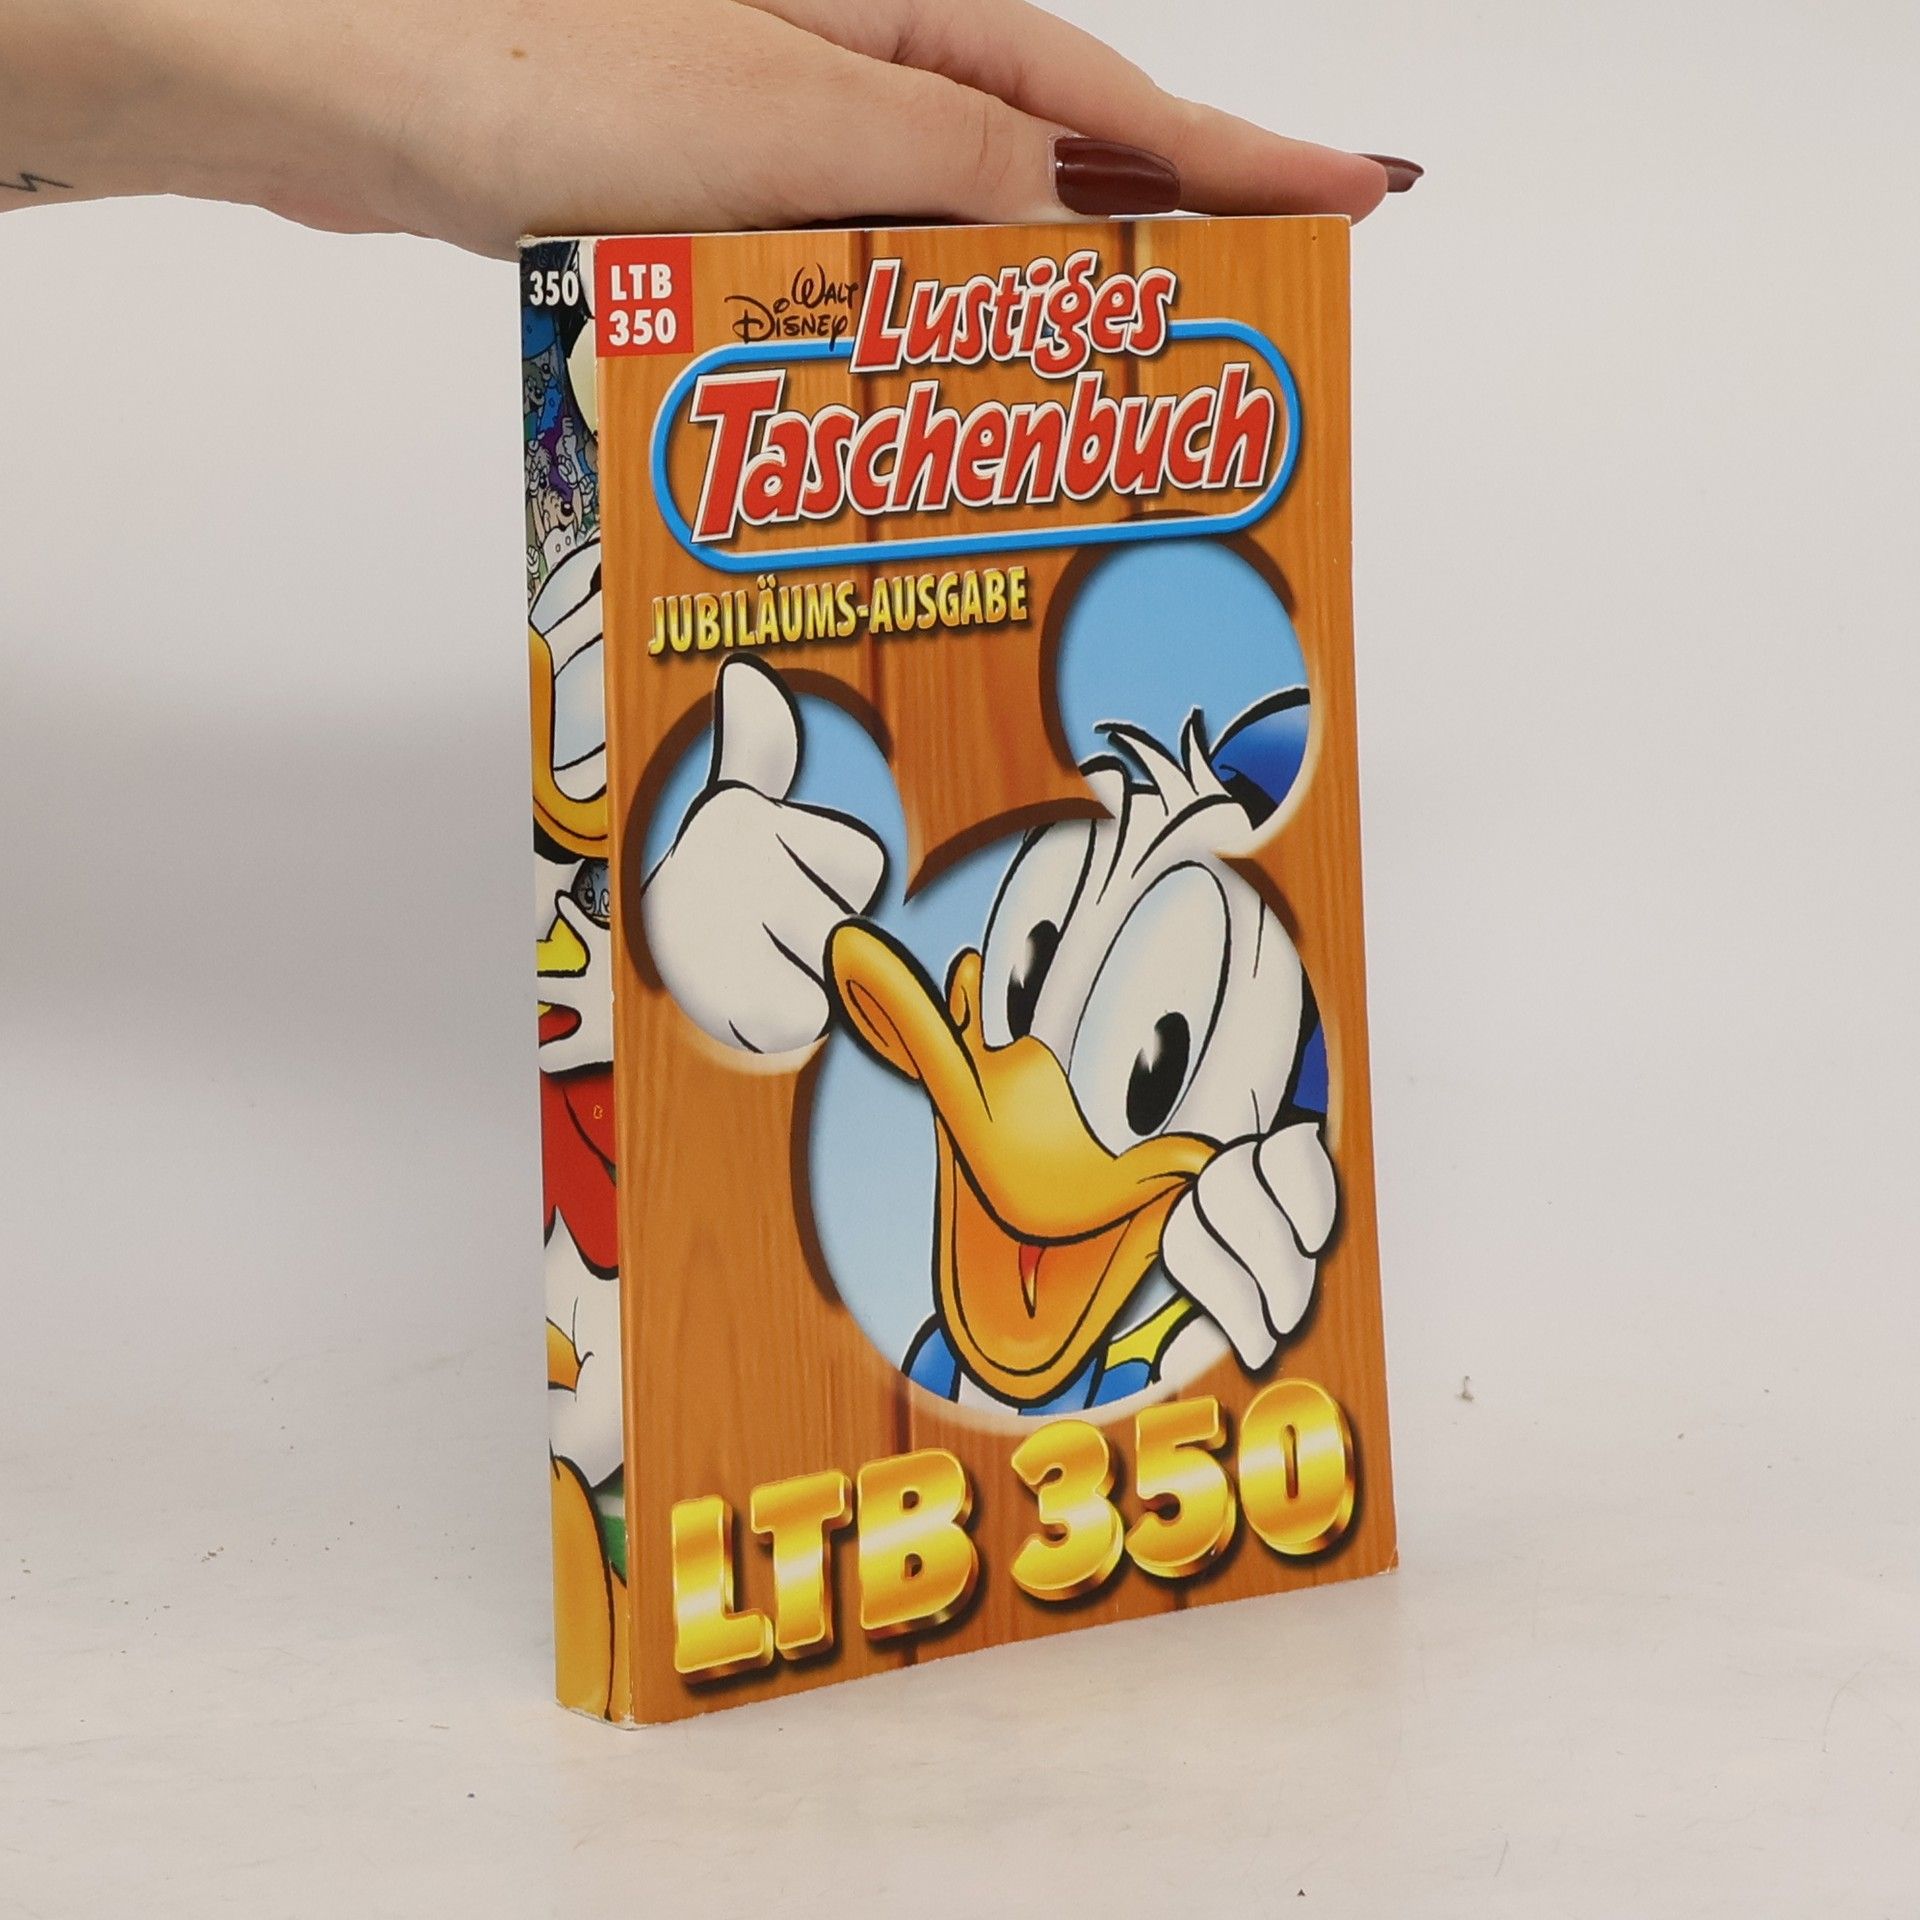 350
LTB
350
WALT
DISNEY
Lustiges
Taschenbuch
JUBILÄUMS-AUSGABE
LTB 350